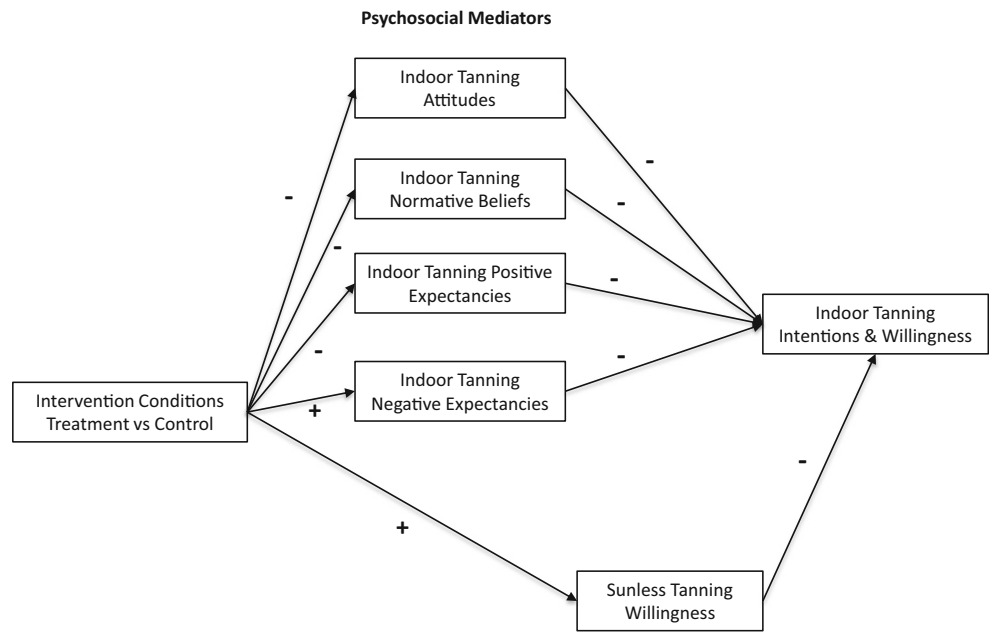 Psychosocial Mediators
Indoor Tanning
Attitudes
-
-
Indoor Tanning
Normative Beliefs
-
-
Indoor Tanning Positive
Expectancies
-
-
Indoor Tanning
Intentions & Willingness
Indoor Tanning
Negative Expectancies
-
+
Intervention Conditions
Treatment vs Control
-
+
Sunless Tanning
Willingness